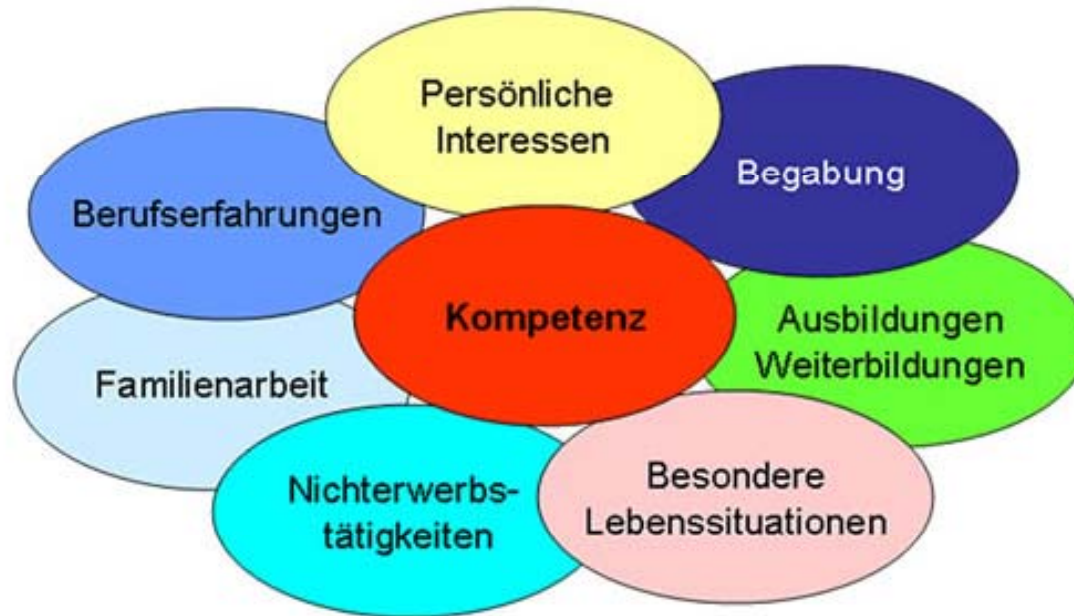 Persönliche
Interessen
Begabung
Berufserfahrungen
Kompetenz
Ausbildungen
Weiterbildungen
Familienarbeit
Nichterwerbs-
tätigkeiten
Besondere
Lebenssituationen